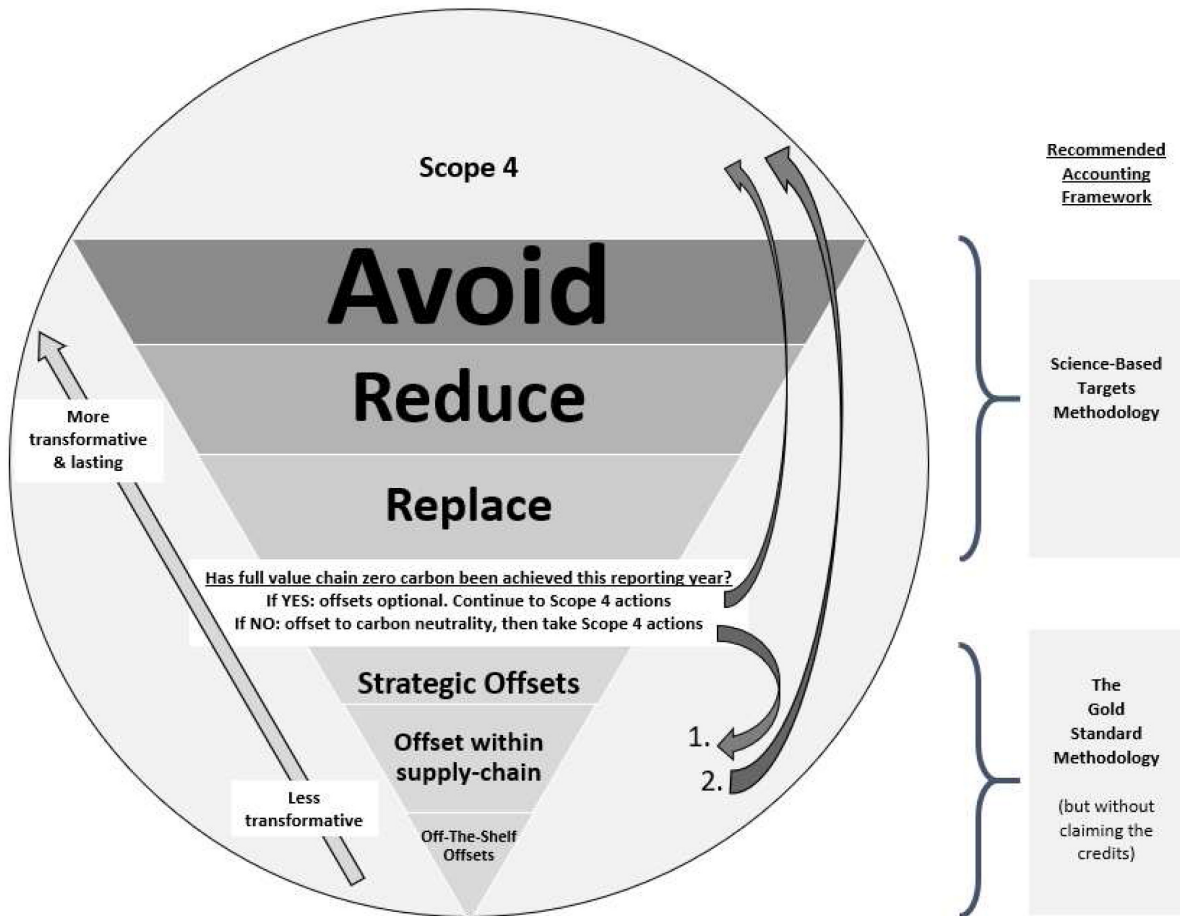 Scope 4
Avoid
Reduce
Replace
Has full value chain zero carbon been achieved this reporting year?
If YES: offsets optional. Continue to Scope 4 actions
If NO: offset to carbon neutrality, then take Scope 4 actions
Strategic Offsets
Offset within
supply-chain
Off-The-Shelf
Offsets
1.
2.
More
transformative
& lasting
Less
transformative
Recommended
Accounting
Framework
Science-Based
Targets
Methodology
The
Gold
Standard
Methodology
(but without
claiming the
credits)